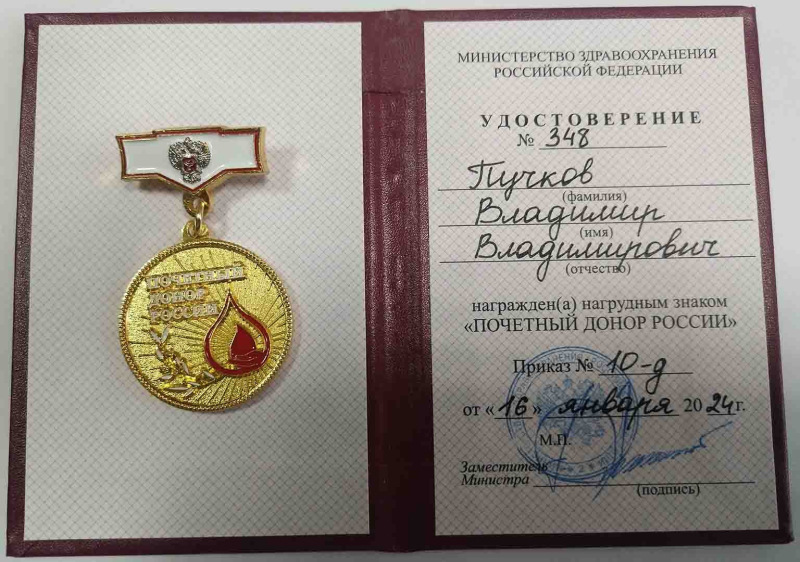 ПОЧЕТНЫЙ
ДОНОР
РОССИИ
МИНИСТЕРСТВО ЗДРАВООХРАНЕНИЯ
РОССИЙСКОЙ ФЕДЕРАЦИИ
УДОСТОВЕРЕНИЕ
№ 348
Пучков
(фамилия)
Владимир
(имя)
Владимирович
(отчество)
награжден(а) нагрудным знаком
«ПОЧЕТНЫЙ ДОНОР РОССИИ»
Приказ № 10-д
от «16» января 2024г.
М.П.
Заместитель
Министра
(подпись)